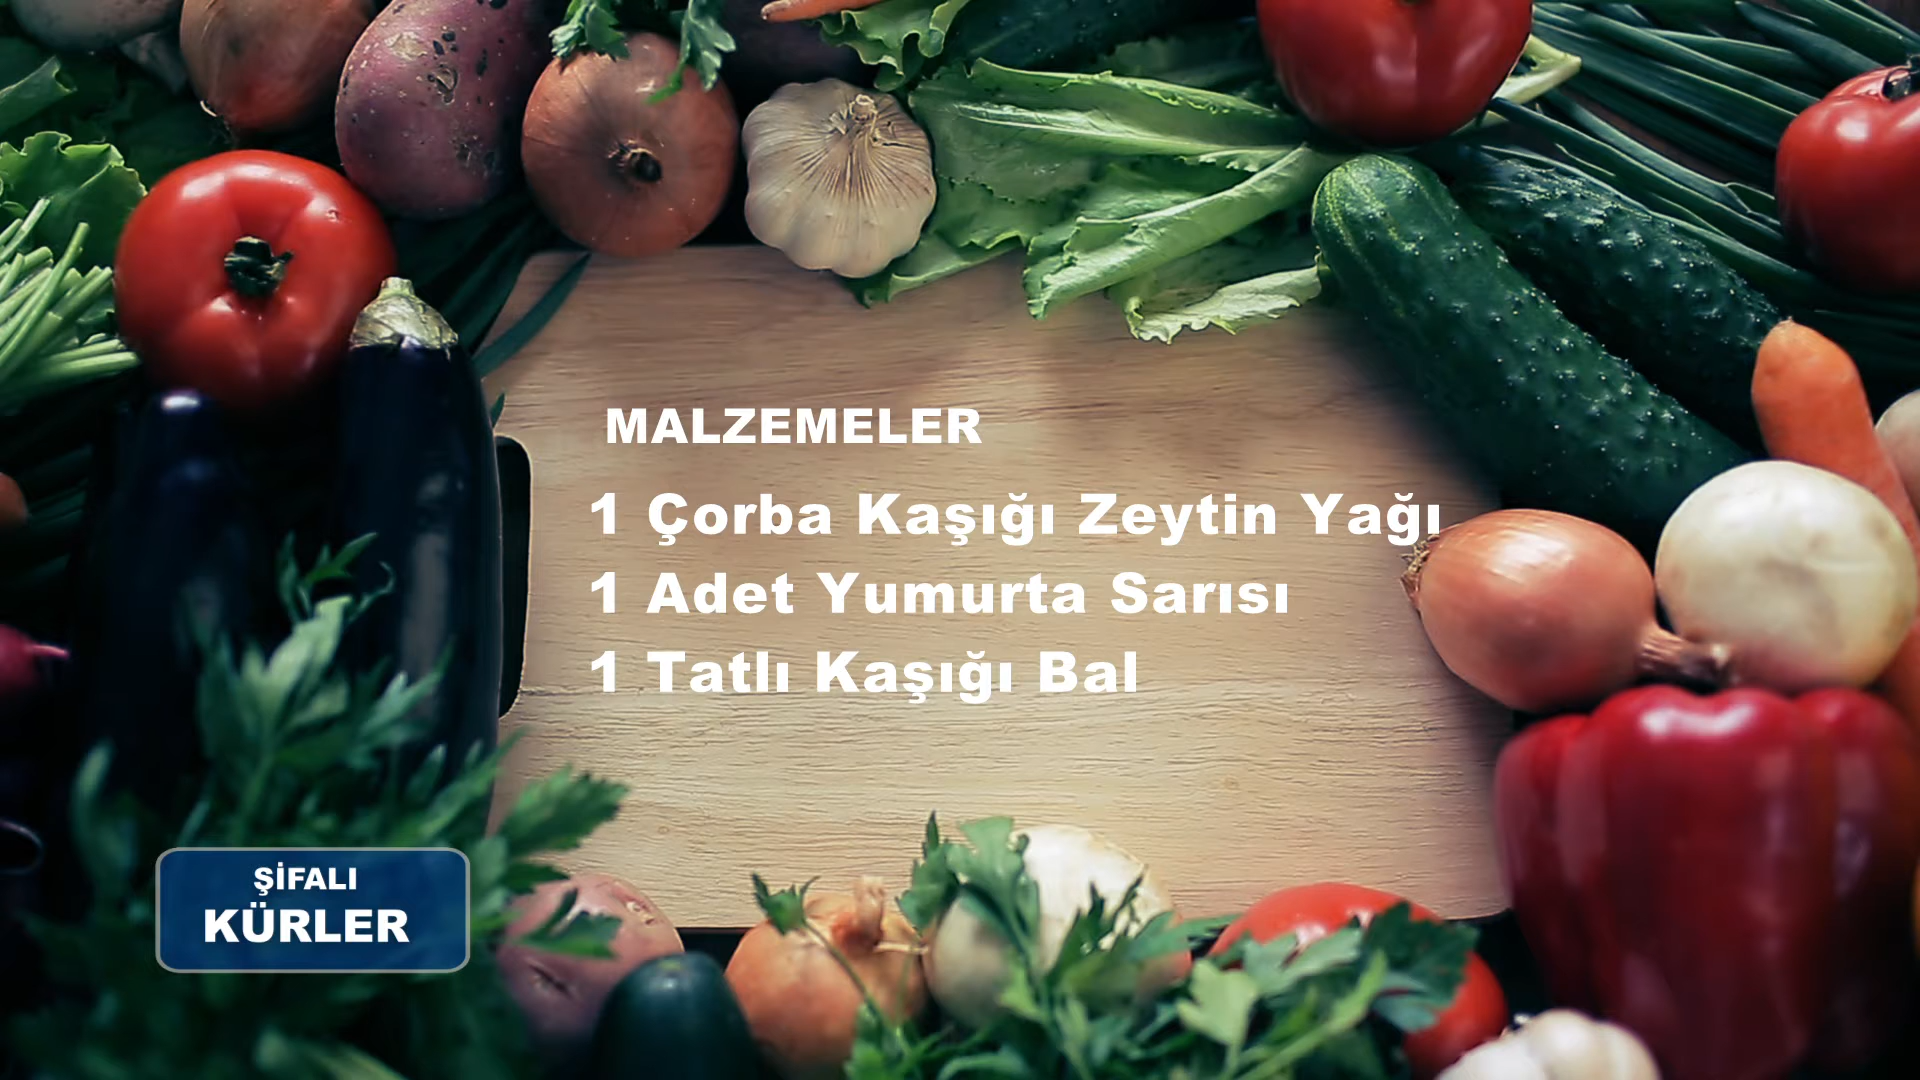 MALZEMELER
1 Çorba Kaşığı Zeytin Yağı
1 Adet Yumurta Sarısı
1 Tatlı Kaşığı Bal
ŞİFALI
KÜRLER